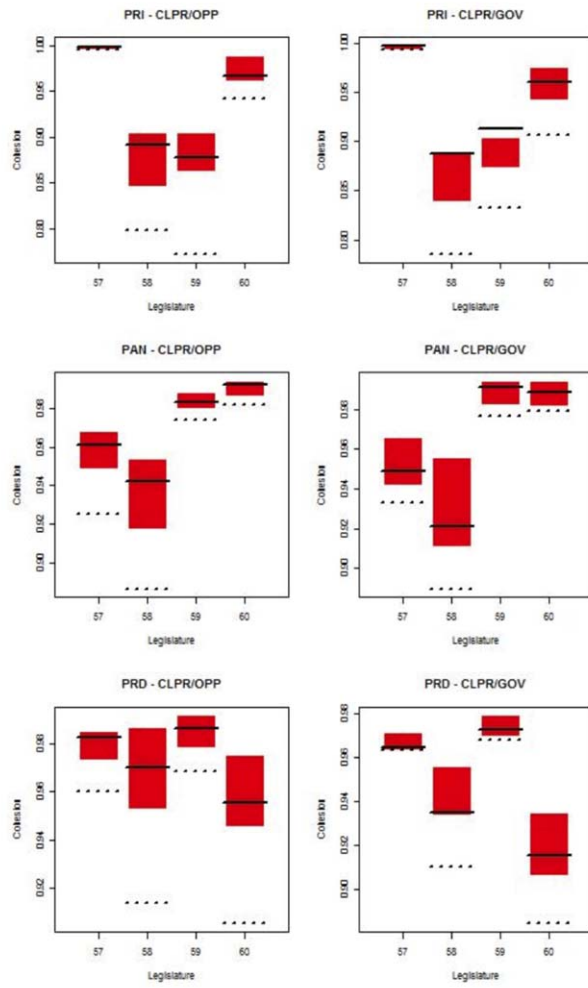 PRI - CLPR/OPP
PRI - CLPR/GOV
Cohesion
1.00
0.95
0.90
0.85
0.80
57 58 59 60
Legislature
Cohesion
1.00
0.95
0.90
0.85
0.80
57 58 59 60
Legislature
PAN - CLPR/OPP
PAN - CLPR/GOV
Cohesion
0.98
0.96
0.94
0.92
0.90
57 58 59 60
Legislature
Cohesion
0.98
0.96
0.94
0.92
0.90
57 58 59 60
Legislature
PRD - CLPR/OPP
PRD - CLPR/GOV
Cohesion
0.98
0.96
0.94
0.92
57 58 59 60
Legislature
Cohesion
0.98
0.96
0.94
0.92
0.90
57 58 59 60
Legislature